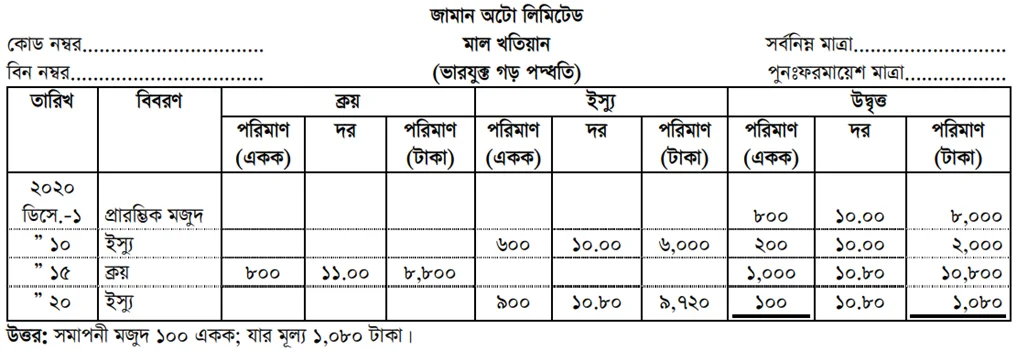 জামান অটো লিমিটেড
কোড নম্বর.................................. মাল খতিয়ান সর্বনিম্ন মাত্রা............................
বিন নম্বর.................................... (ভারযুক্ত গড় পদ্ধতি) পুনঃফরমায়েশ মাত্রা...................
তারিখ বিবরণ ক্রয় ইস্যু উদ্বৃত্ত
পরিমাণ (একক) দর পরিমাণ (টাকা) পরিমাণ (একক) দর পরিমাণ (টাকা) পরিমাণ (একক) দর পরিমাণ (টাকা)
২০২০
ডিসে.-১ প্রারম্ভিক মজুদ ৮০০ ১০.০০ ৮,০০০
” ১০ ইস্যু ৬০০ ১০.০০ ৬,০০০ ২০০ ১০.০০ ২,০০০
” ১৫ ক্রয় ৮০০ ১১.০০ ৮,৮০০ ১,০০০ ১০.৮০ ১০,৮০০
” ২০ ইস্যু ৯০০ ১০.৮০ ৯,৭২০ ১০০ ১০.৮০ ১,০৮০
উত্তর: সমাপনী মজুদ ১০০ একক; যার মূল্য ১,০৮০ টাকা।